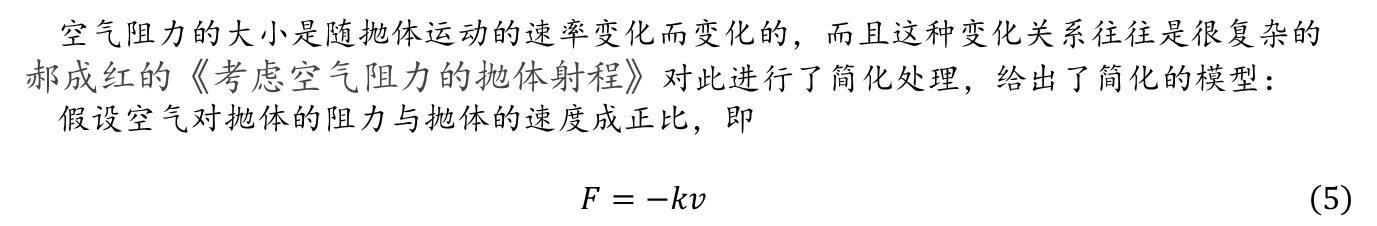 空气阻力的大小是随抛体运动的速率变化而变化的，而且这种变化关系往往是很复杂的
郝成红的《考虑空气阻力的抛体射程》对此进行了简化处理，给出了简化的模型：
假设空气对抛体的阻力与抛体的速度成正比，即
F = −kv (5)